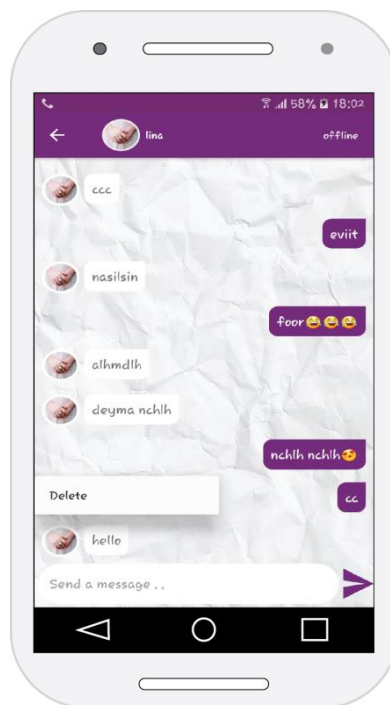 58% 18:02
lina
offline
ccc
eviit
nasilsin
foor😂😂😂
alhmdlh
deyma nchlh
nchlh nchlh🥰
Delete
cc
hello
Send a message ..